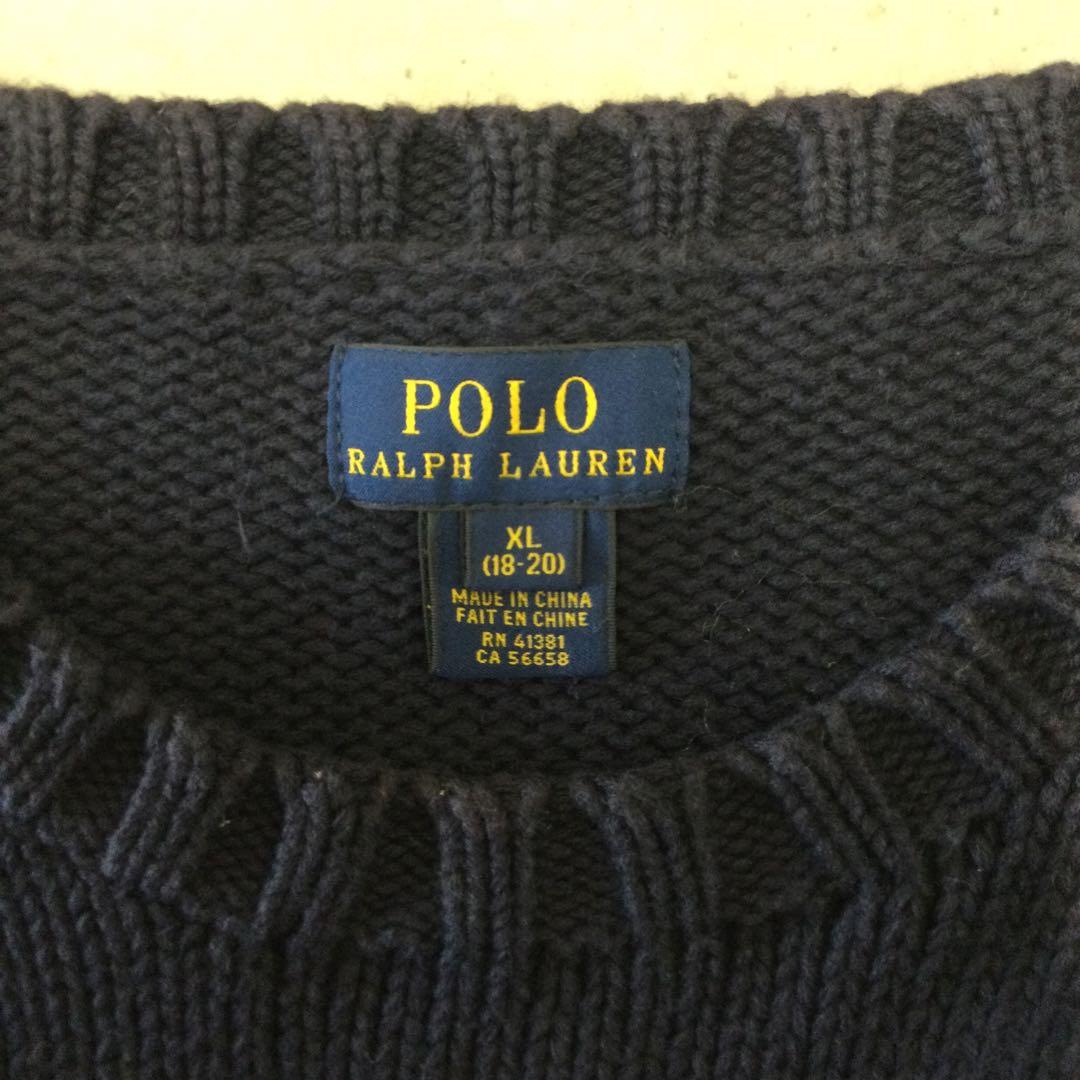 POLO
RALPH LAUREN
XL
(18-20)
MADE IN CHINA
FAIT EN CHINE
RN 41381
CA 56658